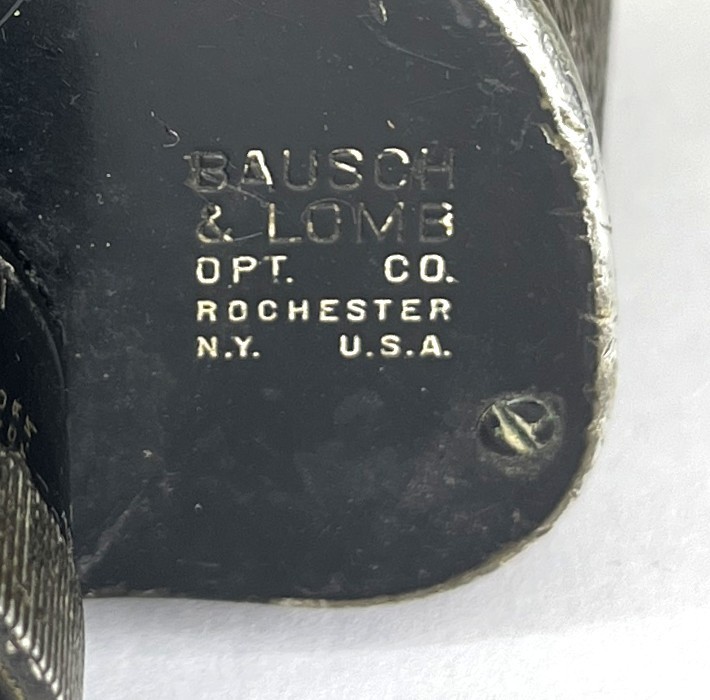 BAUSCH
& LOMB
OPT. CO.
ROCHESTER
N.Y. U.S.A.